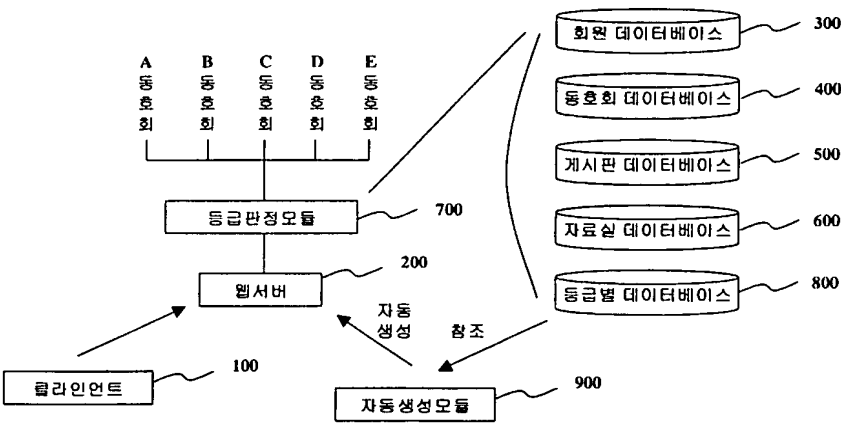 회원 데이터베이스
300
A B C D E
동호회 동호회 동호회 동호회 동호회
동호회 데이터베이스
400
게시판 데이터베이스
500
등급판정모듈
700
자료실 데이터베이스
600
웹서버
200
등급별 데이터베이스
800
자동
생성
참조
클라인언트
100
자동생성모듈
900